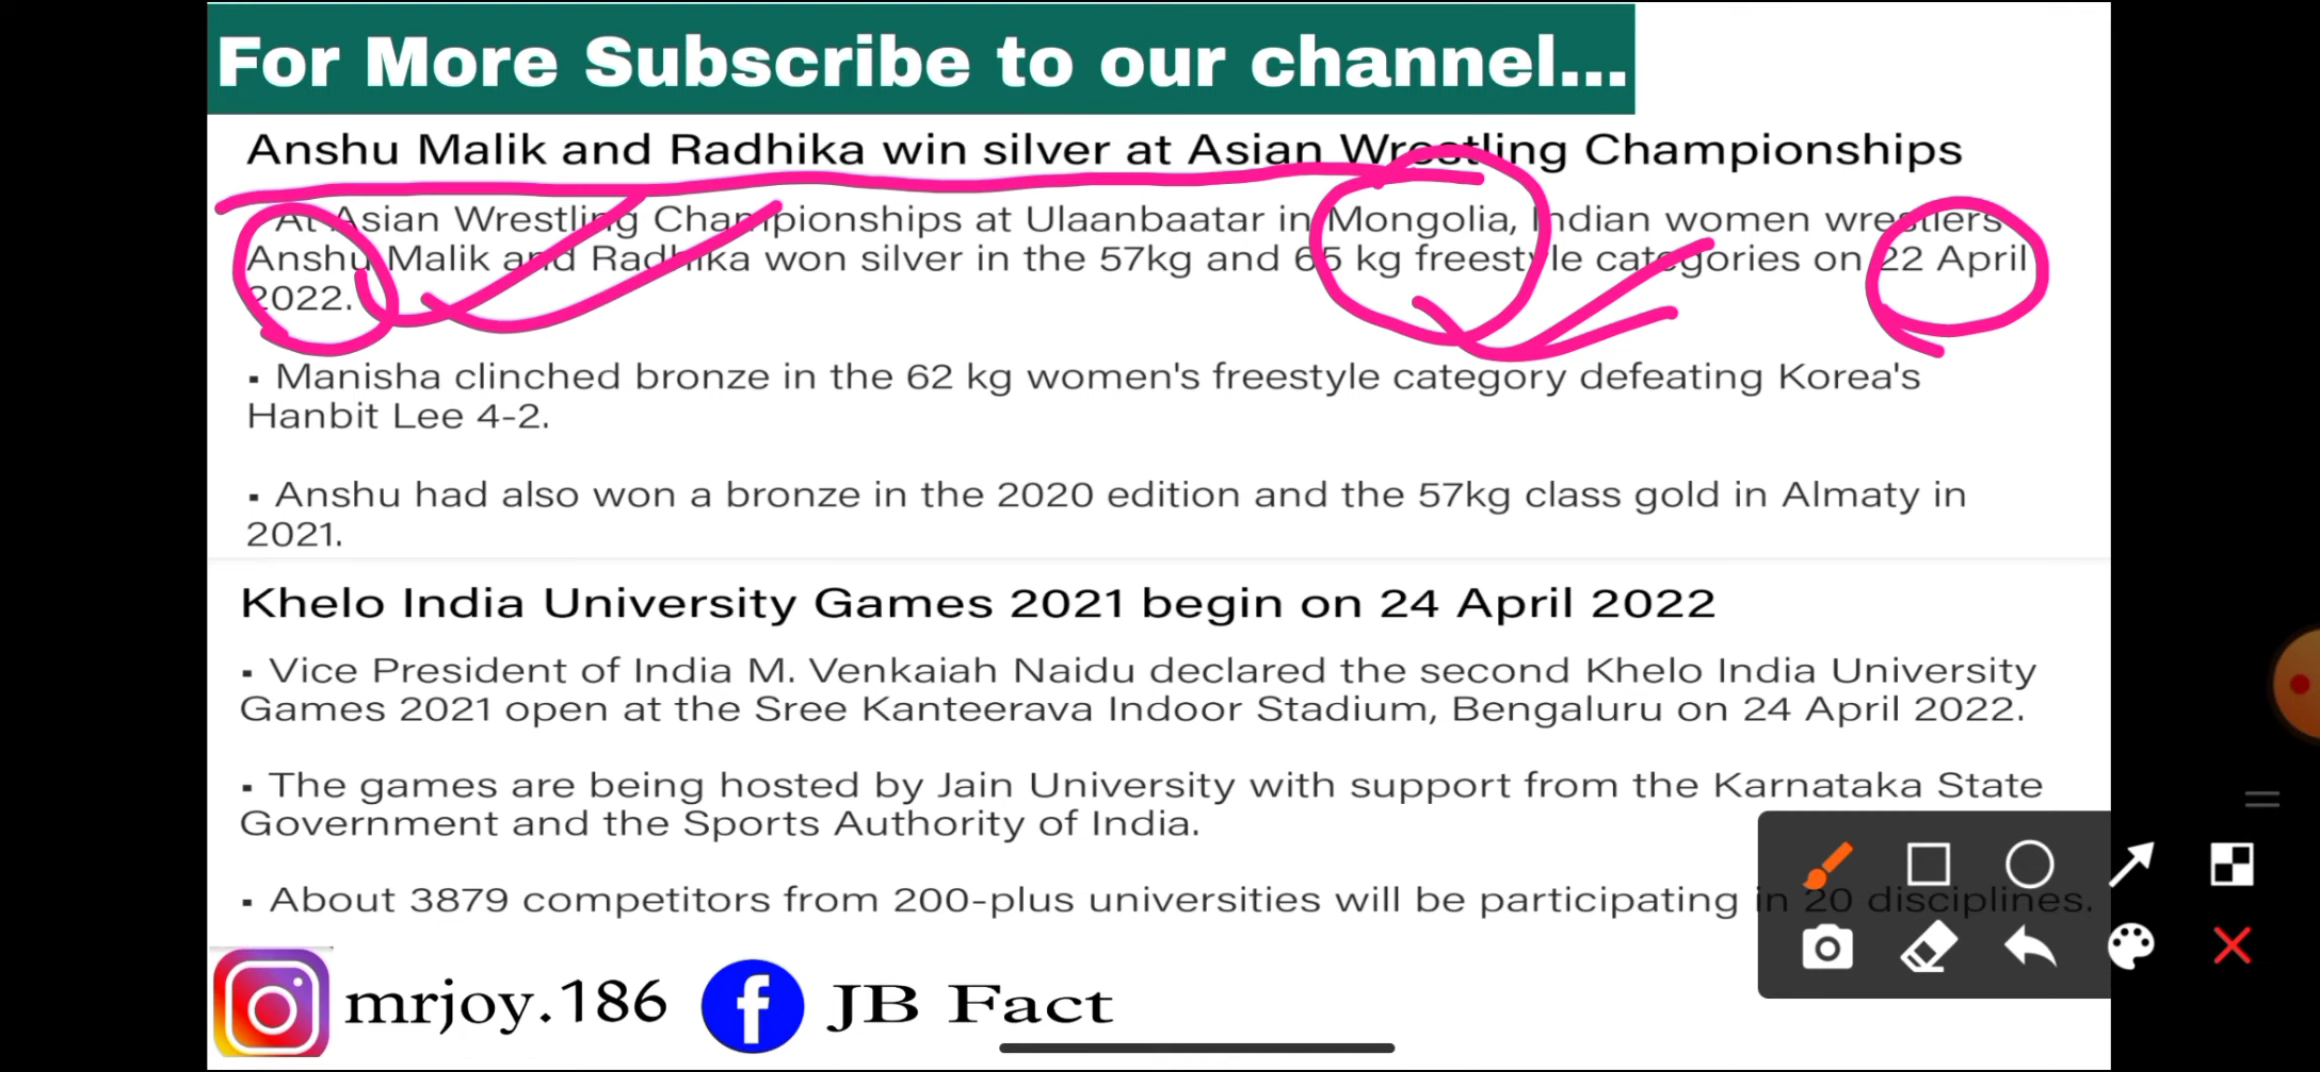 For More Subscribe to our channel...
Anshu Malik and Radhika win silver at Asian Wrestling Championships
At Asian Wrestling Championships at Ulaanbaatar in Mongolia, Indian women wrestlers
Anshu Malik and Radhika won silver in the 57kg and 65 kg freestyle categories on 22 April
2022.
▪ Manisha clinched bronze in the 62 kg women's freestyle category defeating Korea's
Hanbit Lee 4-2.
▪ Anshu had also won a bronze in the 2020 edition and the 57kg class gold in Almaty in
2021.
Khelo India University Games 2021 begin on 24 April 2022
▪ Vice President of India M. Venkaiah Naidu declared the second Khelo India University
Games 2021 open at the Sree Kanteerava Indoor Stadium, Bengaluru on 24 April 2022.
▪ The games are being hosted by Jain University with support from the Karnataka State
Government and the Sports Authority of India.
▪ About 3879 competitors from 200-plus universities will be participating in 20 disciplines.
mrjoy.186 JB Fact